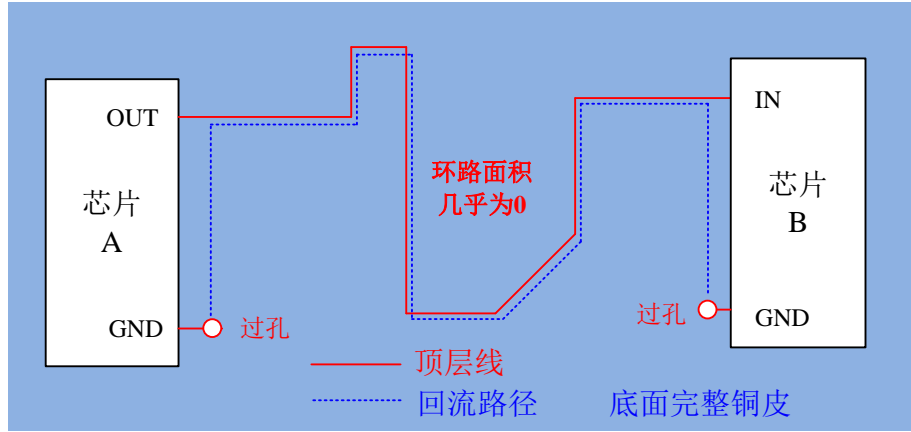 OUT
芯片
A
GND
过孔
环路面积
几乎为0
IN
芯片
B
过孔
GND
顶层线
回流路径
底面完整铜皮